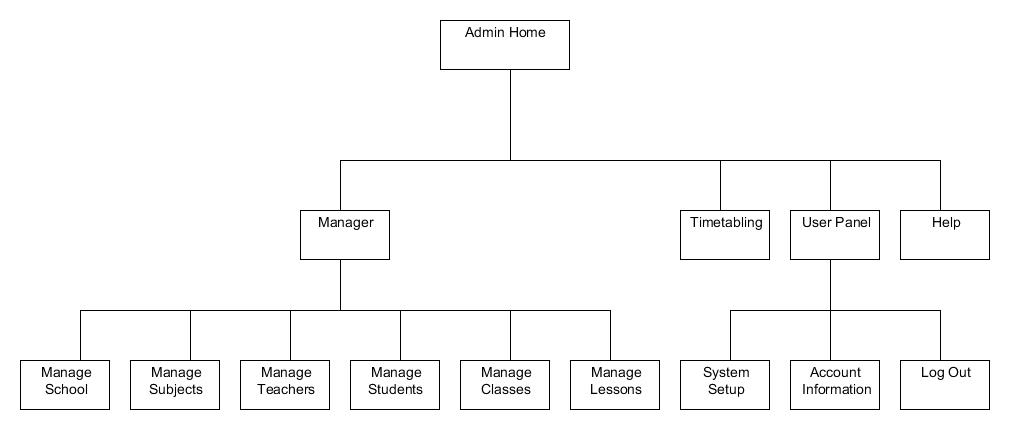 Admin Home
Manager
Timetabling
User Panel
Help
Manage
School
Manage
Subjects
Manage
Teachers
Manage
Students
Manage
Classes
Manage
Lessons
System
Setup
Account
Information
Log Out